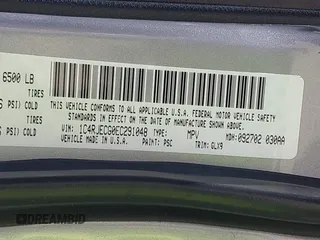 6500 LB
TIRES
PSI) COLD
TIRES
PSI) COLD
THIS VEHICLE CONFORMS TO ALL APPLICABLE U.S.A. FEDERAL MOTOR VEHICLE SAFETY
STANDARDS IN EFFECT ON THE DATE OF MANUFACTURE SHOWN ABOVE.
VIN: 1C4RJECG0EC291048 TYPE: MPV MDH: 092702 030AA
VEHICLE MADE IN U.S.A. PAINT: PSC TRIM: GLX9
DREAMBID